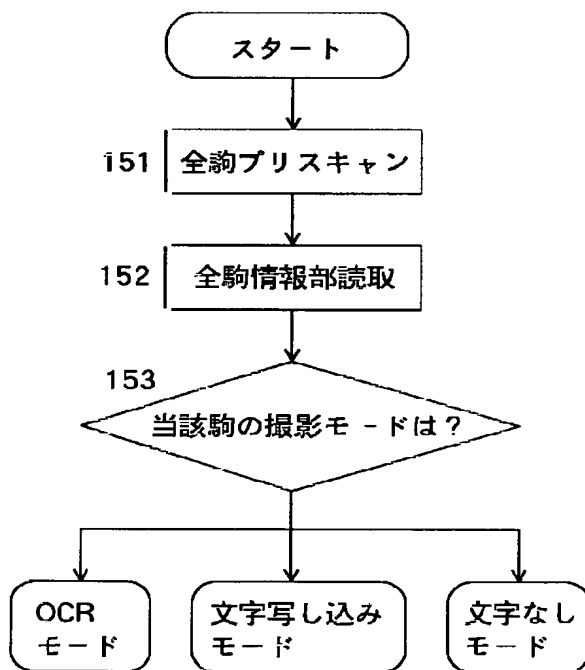 スタート
151
全駒プリスキャン
152
全駒情報部読取
153
当該駒の撮影モードは?
OCR
モード
文字写し込み
モード
文字なし
モード